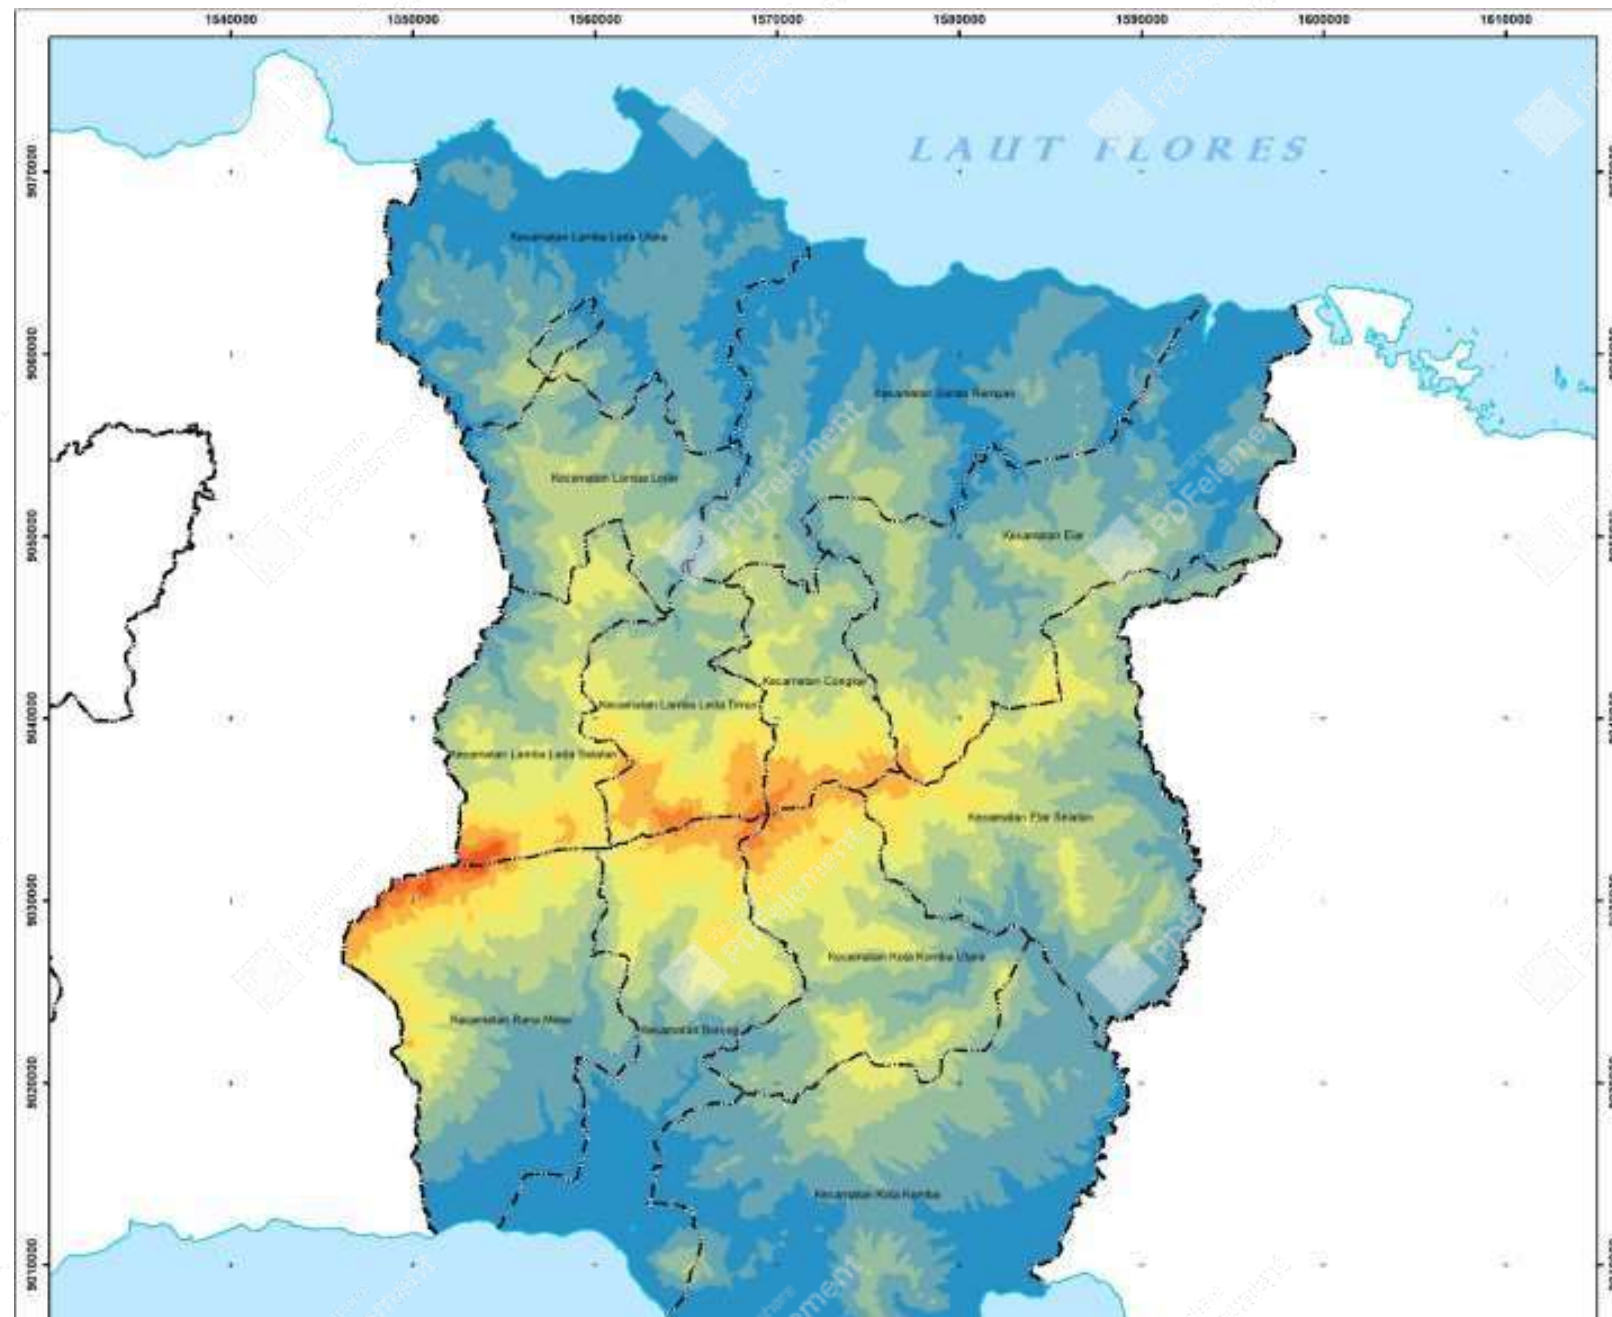 1540000 1550000 1560000 1570000 1580000 1590000 1600000 1610000
LAUT FLORES
9070000
Kecamatan Lamba Leda Utara
9060000
Kecamatan Sambi Rampas
Kecamatan
9050000
Kecamatan Elar
Kecamatan Congkar
Kecamatan Lamba Leda Timur
9040000
Kecamatan Lamba Leda Selatan
Kecamatan Elar Selatan
9030000
Kecamatan Kota Komba Utara
Kecamatan Rana Mese
Kecamatan Borong
9020000
Kecamatan Kota Komba
9010000
PDFelement